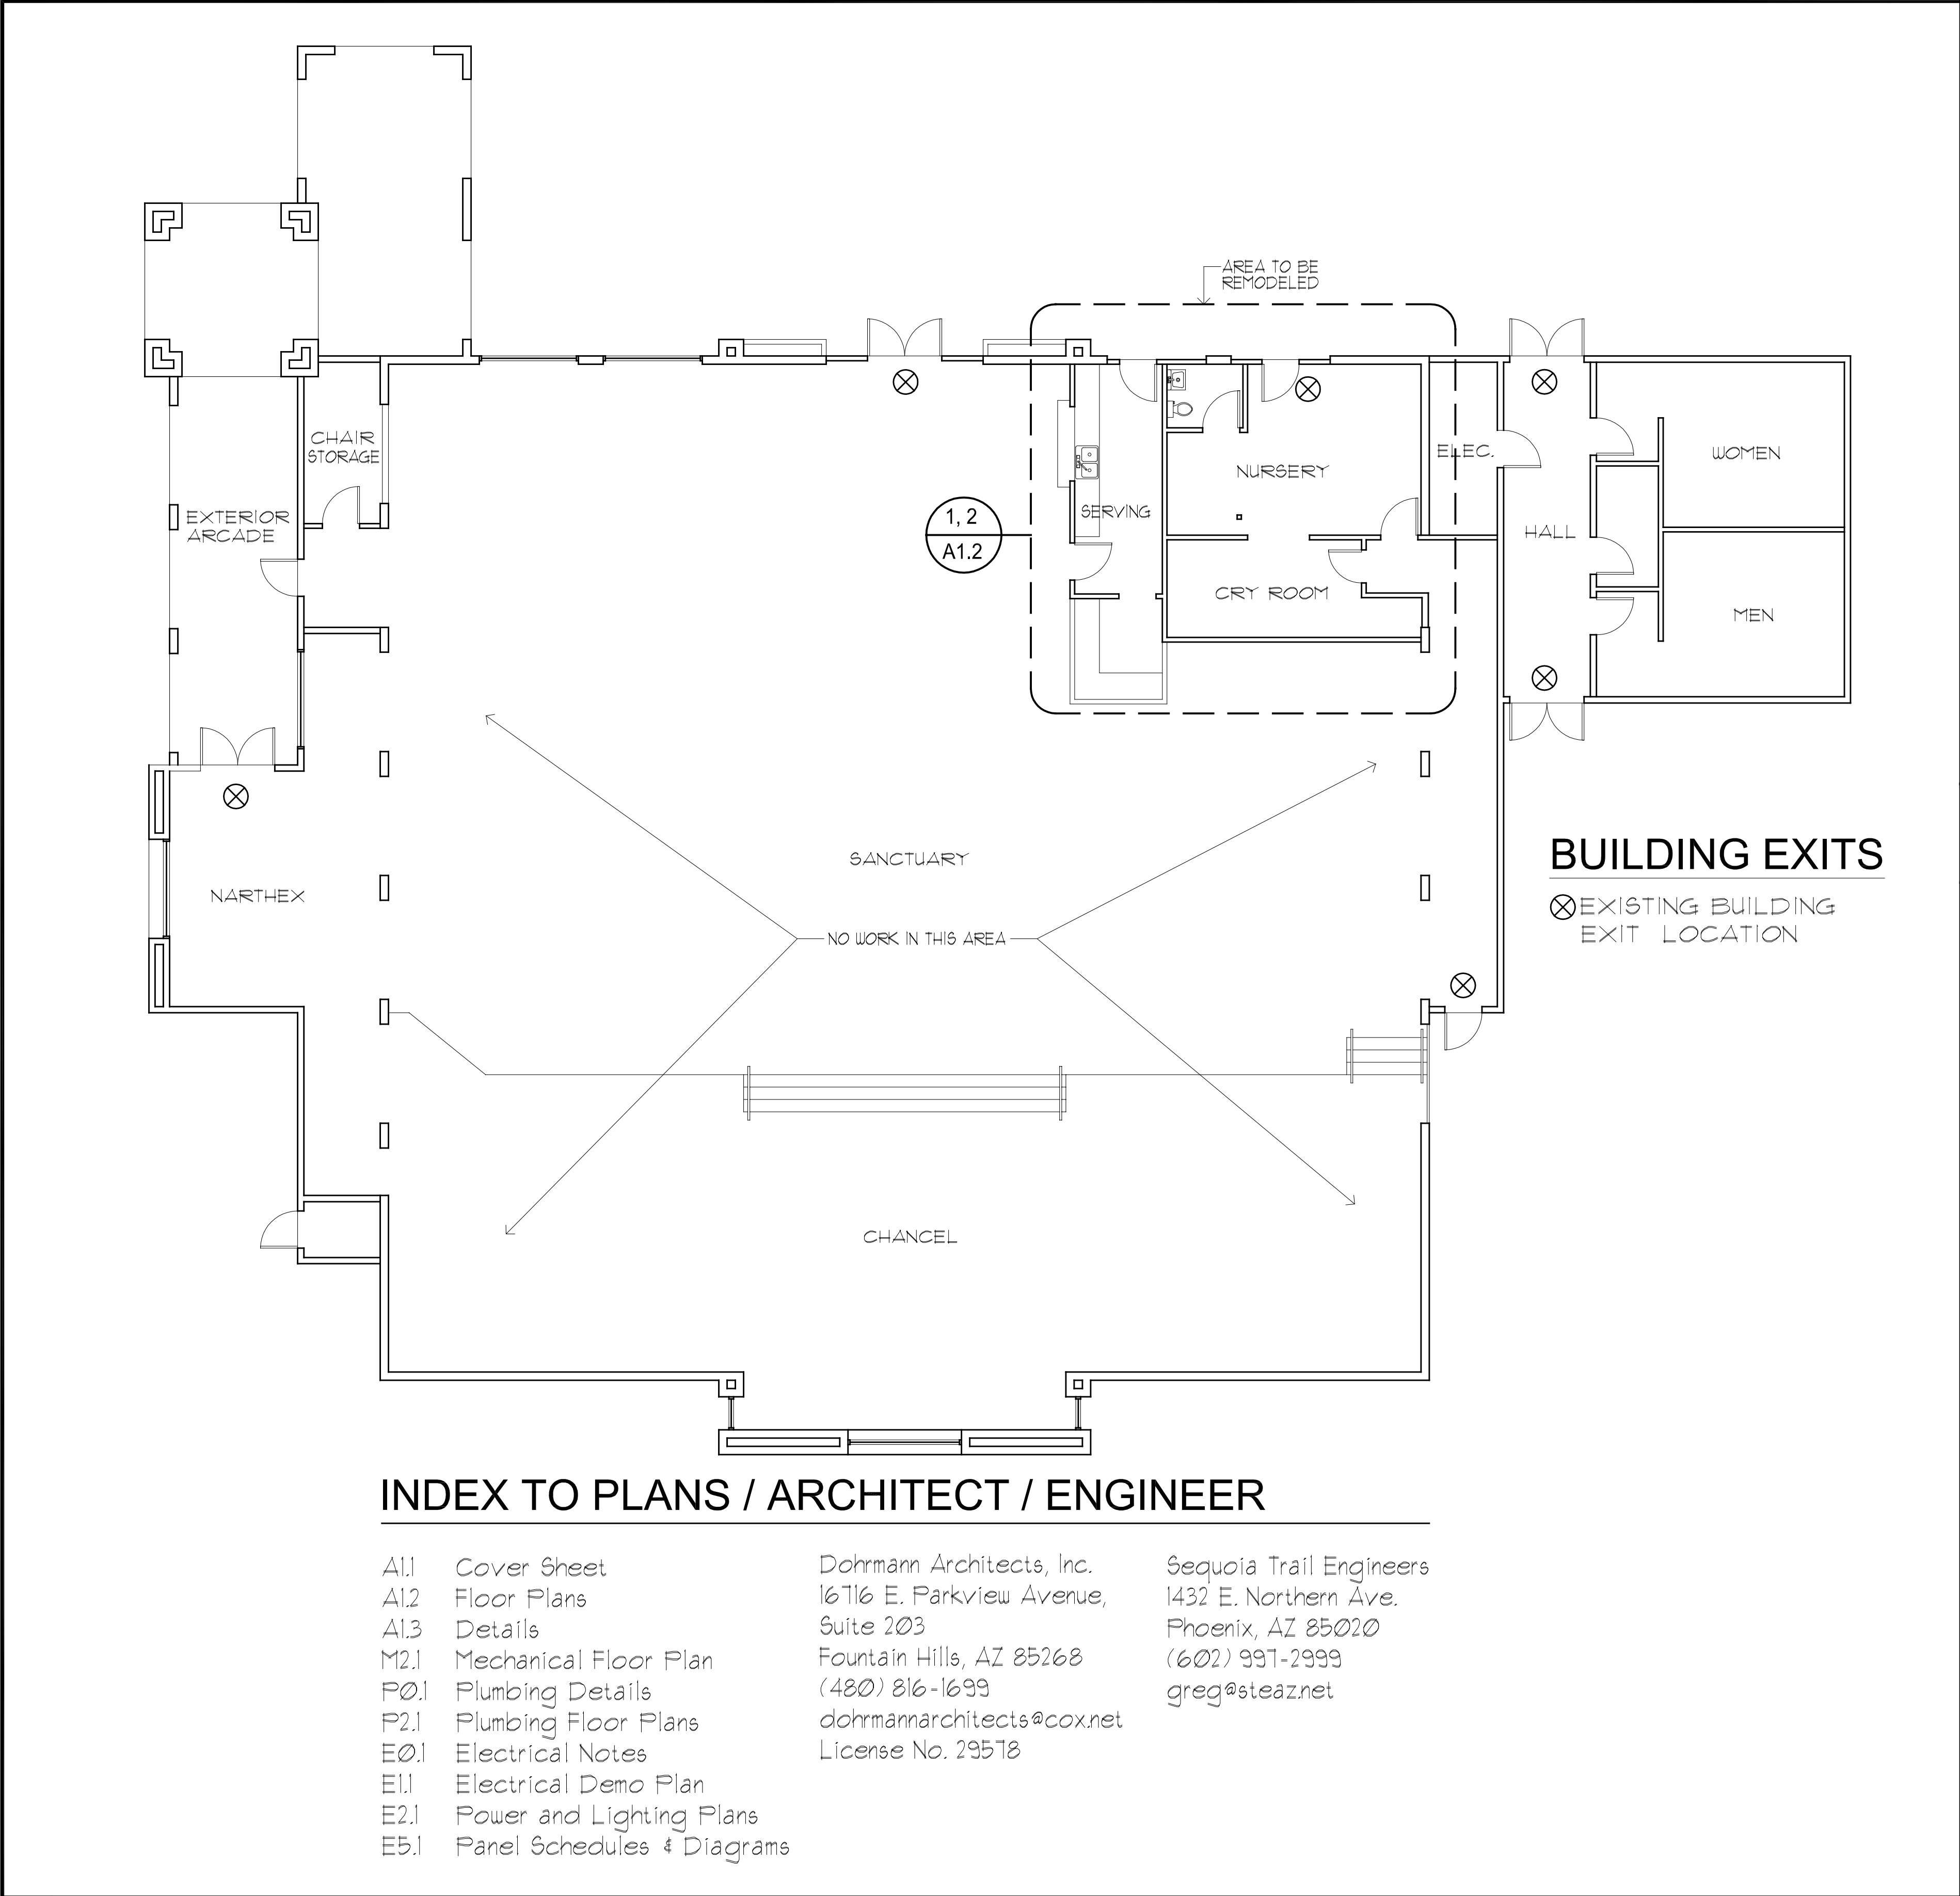 AREA TO BE
REMODELED
CHAIR
STORAGE
EXTERIOR
ARCADE
1, 2
A1.2
SERVING
NURSERY
CRY ROOM
ELEC.
HALL
WOMEN
MEN
SANCTUARY
NARTHEX
NO WORK IN THIS AREA
CHANCEL
BUILDING EXITS
EXISTING BUILDING
EXIT LOCATION
INDEX TO PLANS / ARCHITECT / ENGINEER
A1.1 Cover Sheet
A1.2 Floor Plans
A1.3 Details
M2.1 Mechanical Floor Plan
P0.1 Plumbing Details
P2.1 Plumbing Floor Plans
E0.1 Electrical Notes
E1.1 Electrical Demo Plan
E2.1 Power and Lighting Plans
E5.1 Panel Schedules & Diagrams
Dohrmann Architects, Inc.
16716 E. Parkview Avenue,
Suite 203
Fountain Hills, AZ 85268
(480) 816-1699
dohrmannarchitects@cox.net
License No. 29578
Sequoia Trail Engineers
1432 E. Northern Ave.
Phoenix, AZ 85020
(602) 997-2999
greg@steaz.net